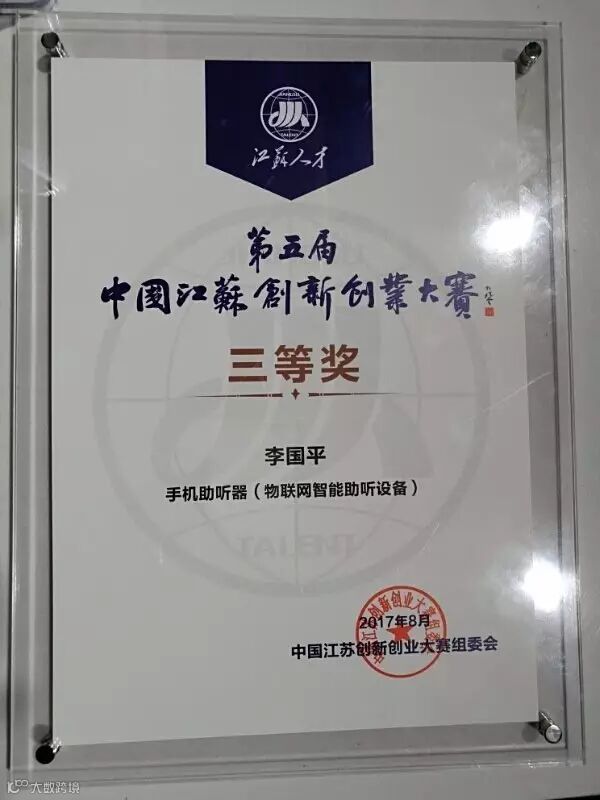 江蘇人才
第五届
中國江蘇創新創業大賽
三等奖
李国平
手机助听器（物联网智能助听设备）
2017年8月
中国江苏创新创业大赛组委会
大数跨境